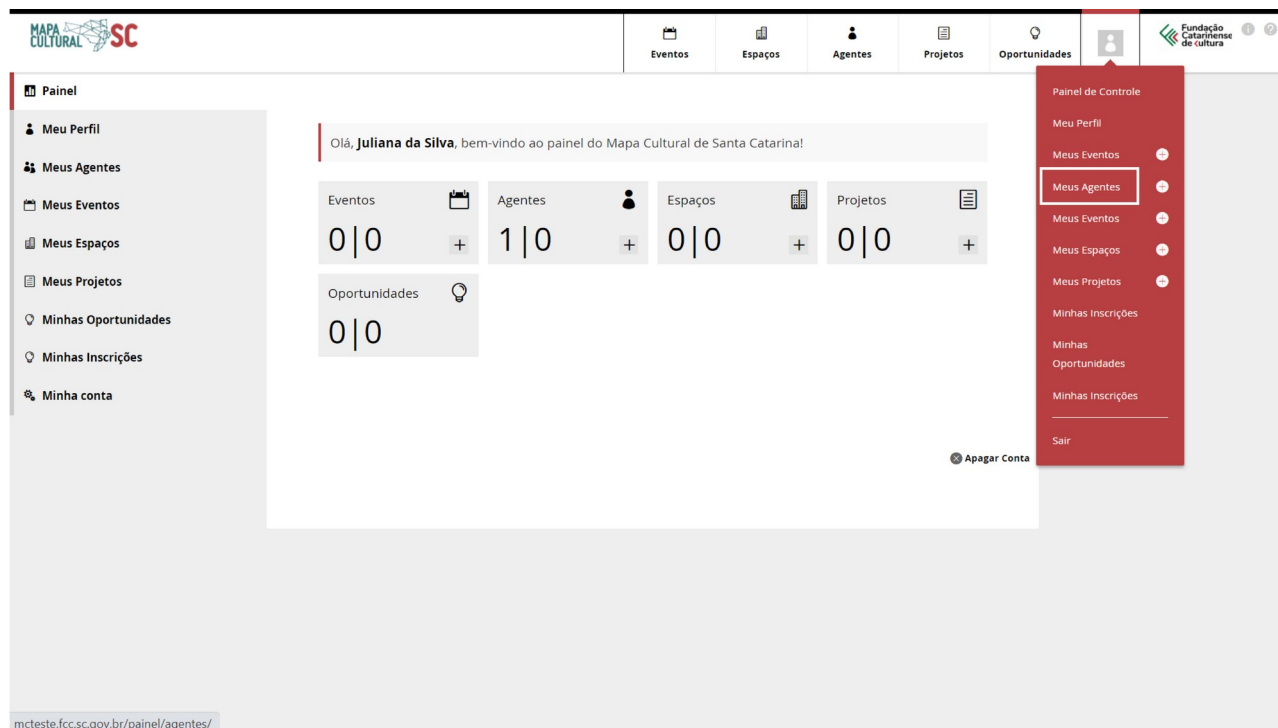 MAPA
CULTURAL SC
Eventos
Espaços
Agentes
Projetos
Oportunidades
Fundação
Catarinense
de cultura
Painel
Meu Perfil
Meus Agentes
Meus Eventos
Meus Espaços
Meus Projetos
Minhas Oportunidades
Minhas Inscrições
Minha conta
Olá, Juliana da Silva, bem-vindo ao painel do Mapa Cultural de Santa Catarina!
Eventos
0|0 +
Agentes
1|0 +
Espaços
0|0 +
Projetos
0|0 +
Oportunidades
0|0
Apagar Conta
Painel de Controle
Meu Perfil
Meus Eventos
Meus Agentes
Meus Eventos
Meus Espaços
Meus Projetos
Minhas Inscrições
Minhas
Oportunidades
Minhas Inscrições
Sair
mcteste.fcc.sc.gov.br/painel/agentes/